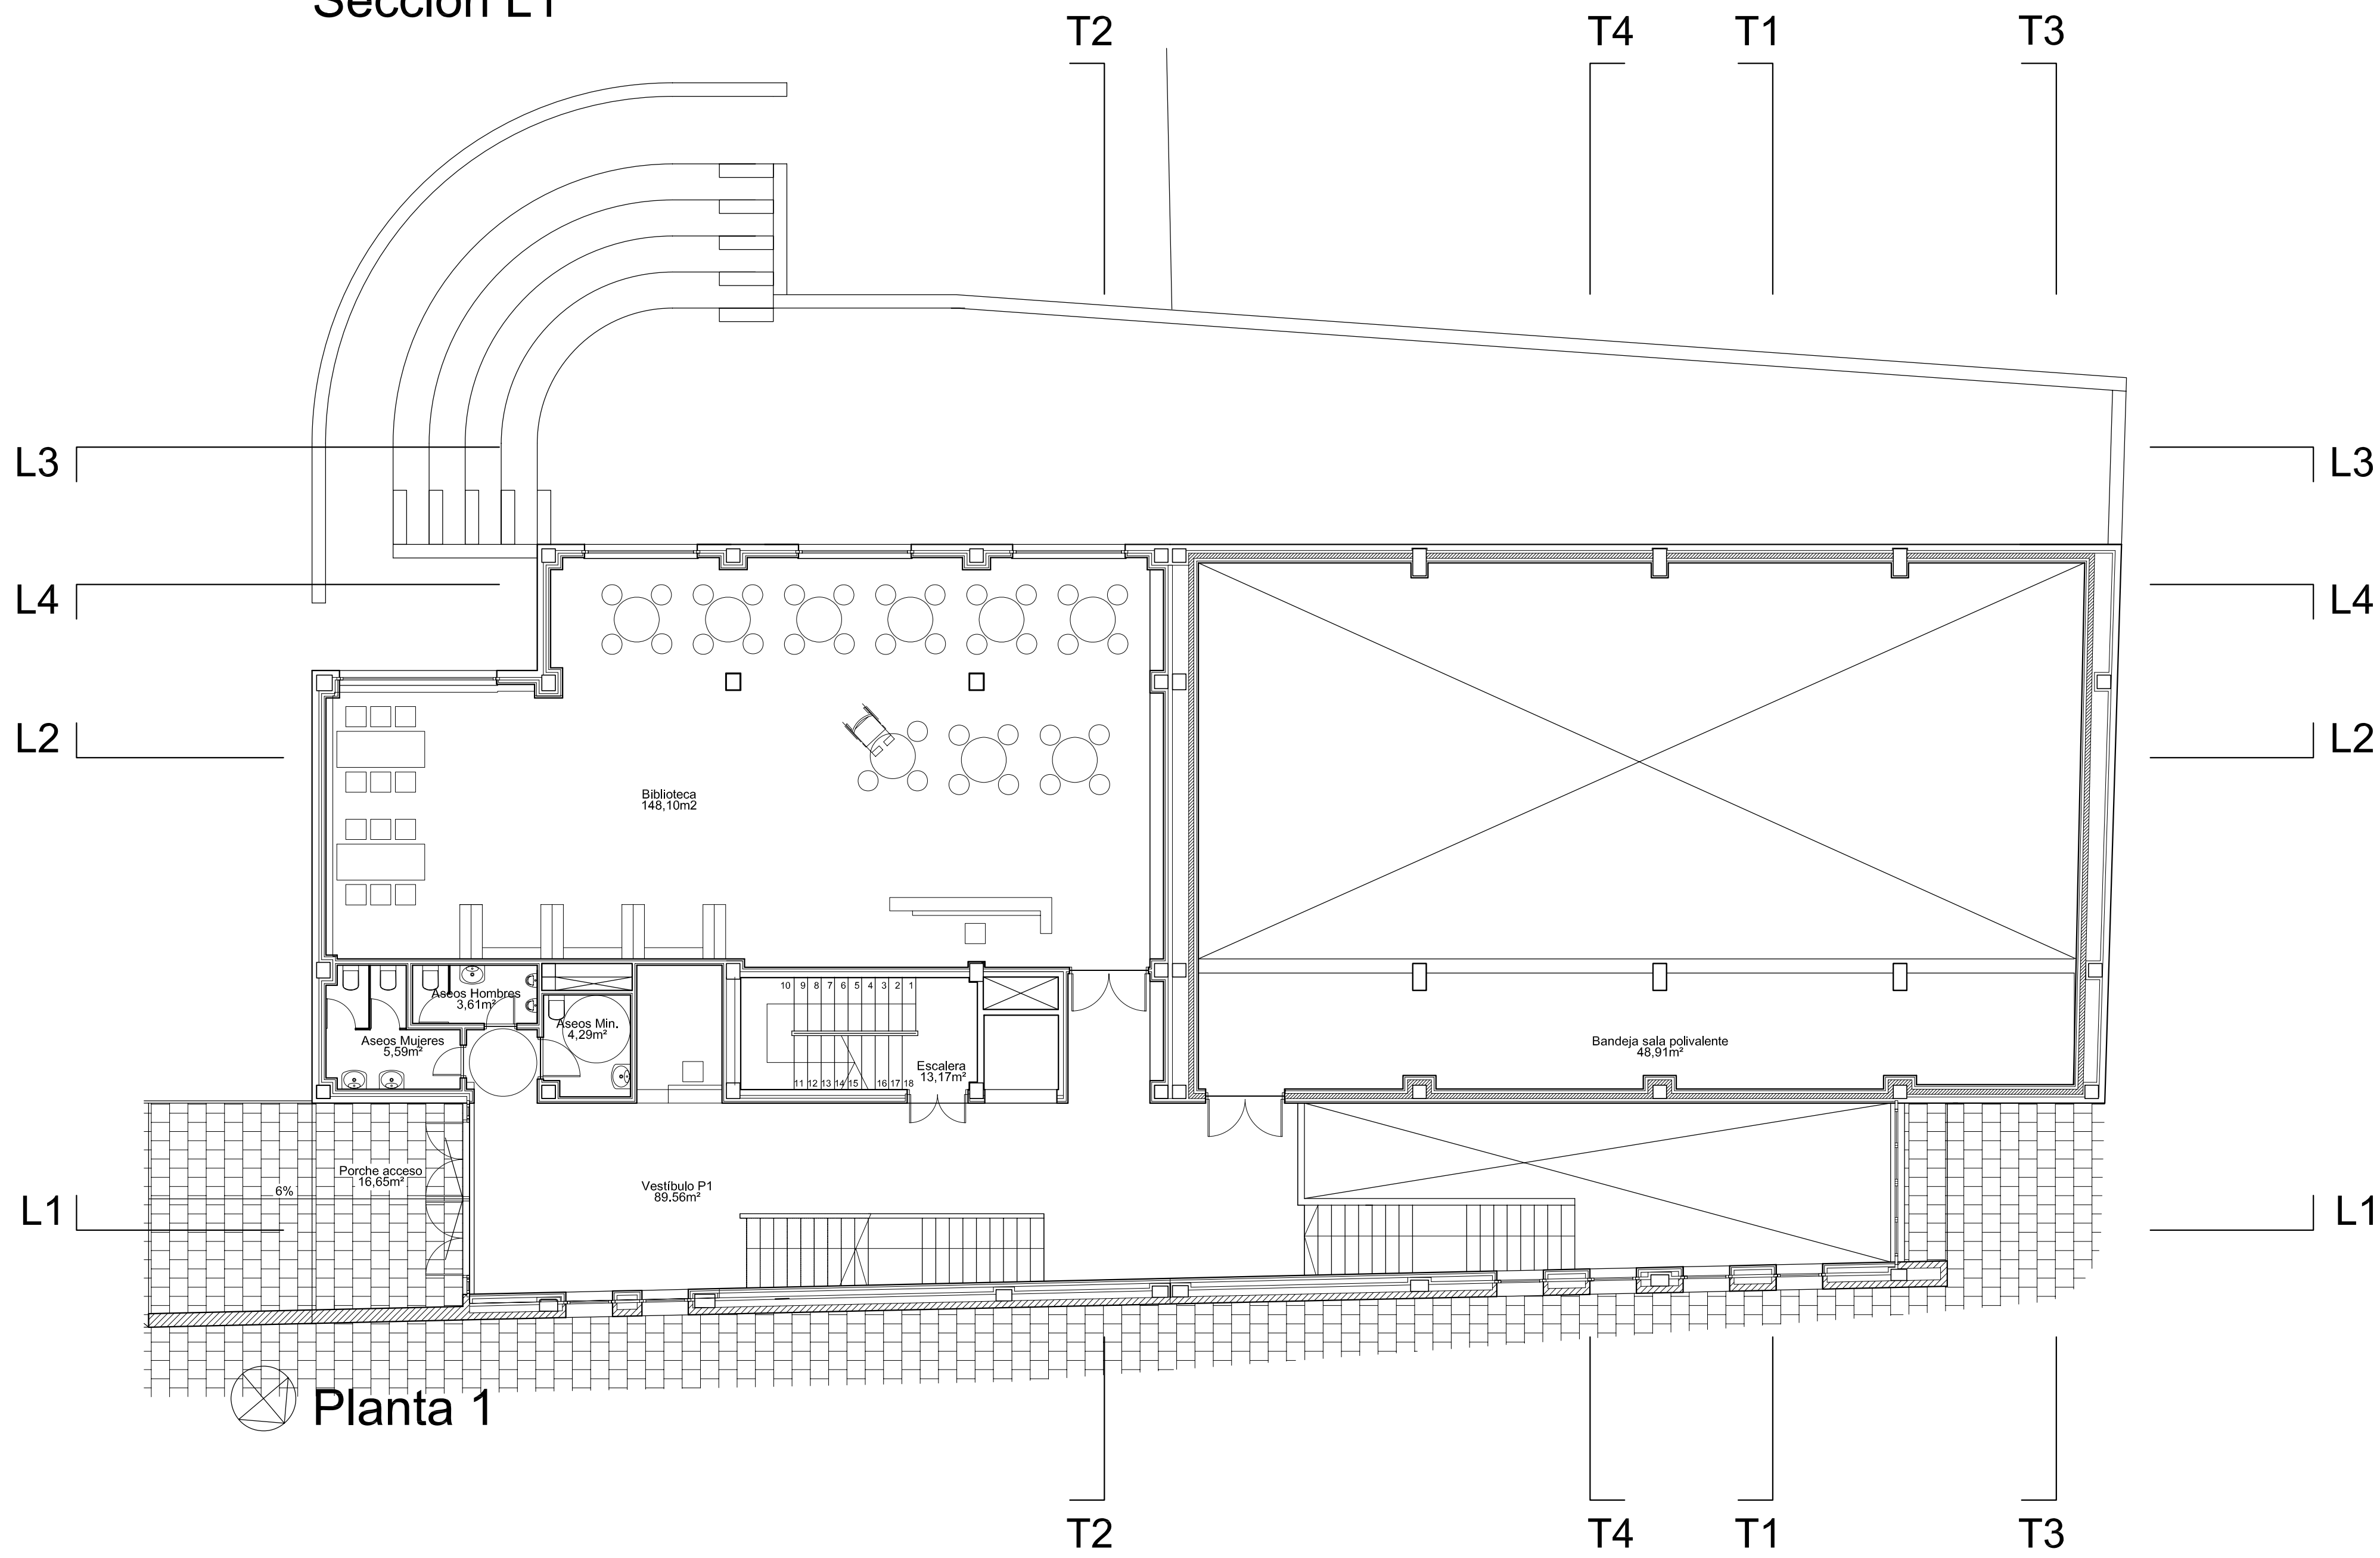 Sección L1
T2
T4
T1
T3
L3
L3
L4
L4
L2
L2
Biblioteca
148,10m2
10 9 8 7 6 5 4 3 2 1
Aseos Hombres
3,61m²
Aseos Min.
4,29m²
Aseos Mujeres
5,59m²
Escalera
13,17m²
11 12 13 14 15 16 17 18
Bandeja sala polivalente
48,91m²
Porche acceso
16,65m²
6%
Vestíbulo P1
89.56m²
L1
L1
Planta 1
T2
T4
T1
T3